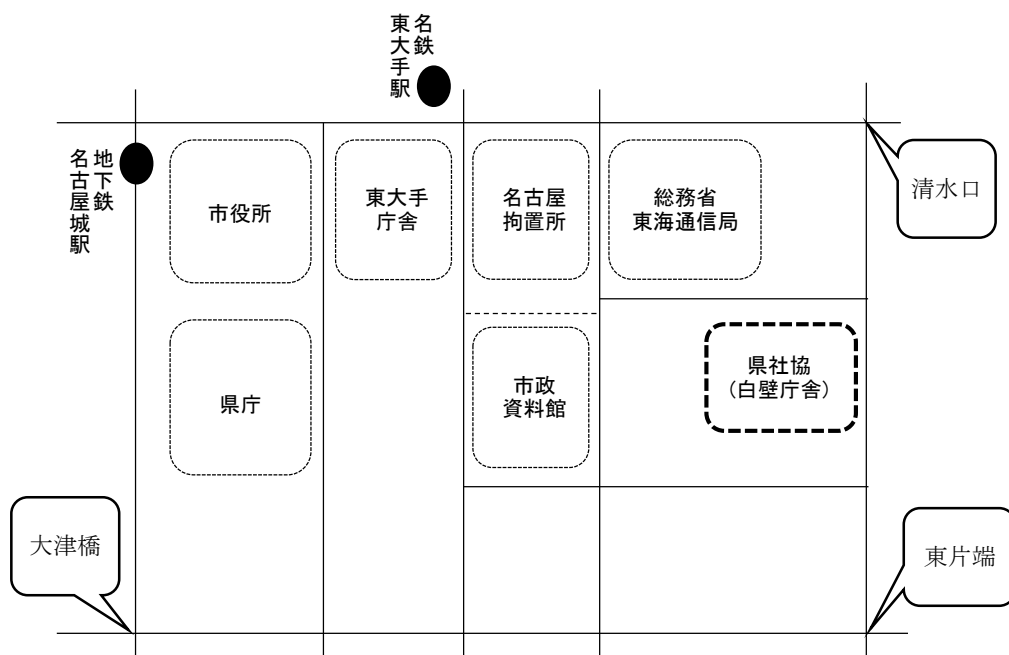 名鉄
東大手駅
地下鉄
名古屋城駅
市役所
東大手
庁舎
名古屋
拘置所
総務省
東海通信局
清水口
県庁
市政
資料館
県社協
(白壁庁舎)
大津橋
東片端